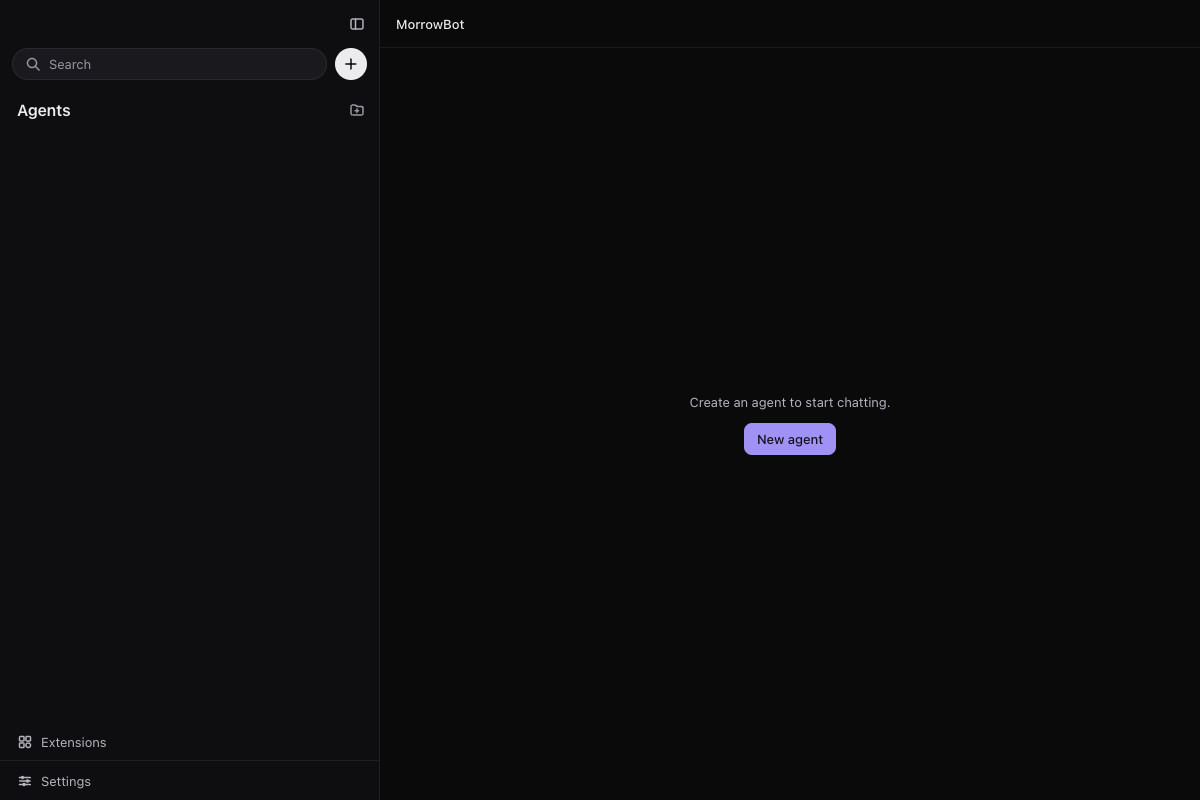 MorrowBot
Search
Agents
Create an agent to start chatting.
New agent
Extensions
Settings